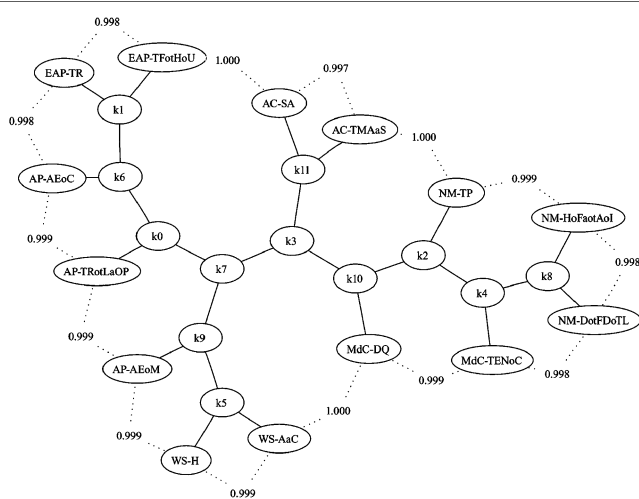 0.998
EAP-TFotHoU
1.000
EAP-TR
0.997
AC-SA
k1
0.998
AC-TMAaS
1.000
k11
AP-AEoC
k6
NM-TP
0.999
NM-HoFaotAoI
0.999
k0
k3
k2
0.998
AP-TRotLaOP
k7
k10
k8
k4
NM-DotFDoTL
0.999
k9
MdC-DQ
MdC-TENoC
AP-AEoM
0.999
0.998
k5
1.000
0.999
WS-AaC
WS-H
0.999